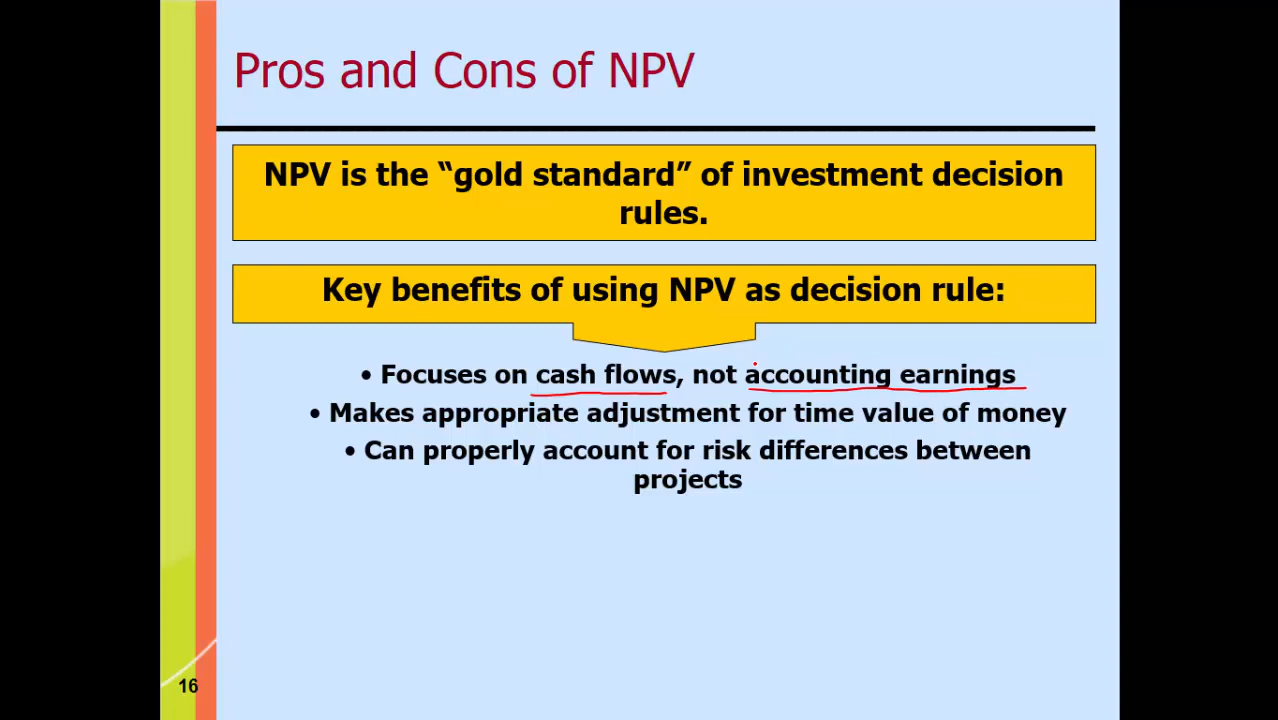 Pros and Cons of NPV
NPV is the “gold standard” of investment decision
rules.
Key benefits of using NPV as decision rule:
• Focuses on cash flows, not accounting earnings
• Makes appropriate adjustment for time value of money
• Can properly account for risk differences between
projects
16